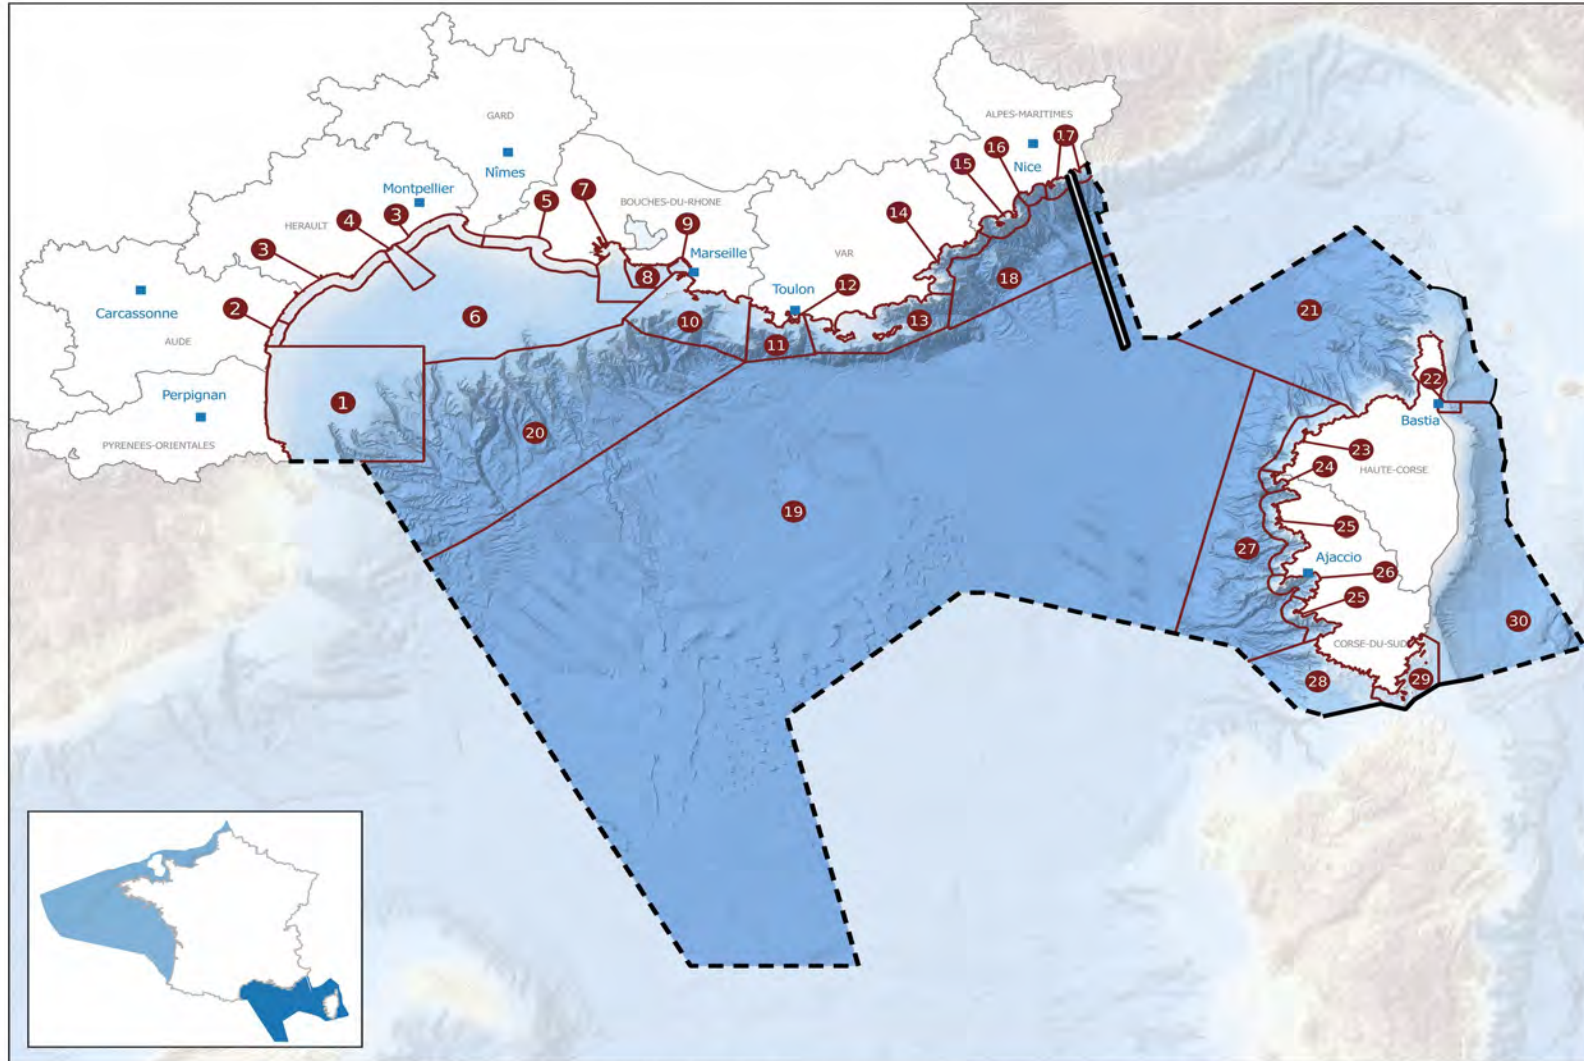 GARD
ALPES-MARITIMES
17
16
Nice
15
Nîmes
Montpellier
7
5
BOUCHES-DU-RHONE
3
4
HERAULT
9
14
3
Marseille
VAR
8
12
18
Carcassonne
Toulon
2
6
10
13
21
AUDE
11
22
Perpignan
1
Bastia
20
PYRENEES-ORIENTALES
23
24
HAUTE-CORSE
19
25
27
Ajaccio
26
25
30
CORSE-DU-SUD
28
29